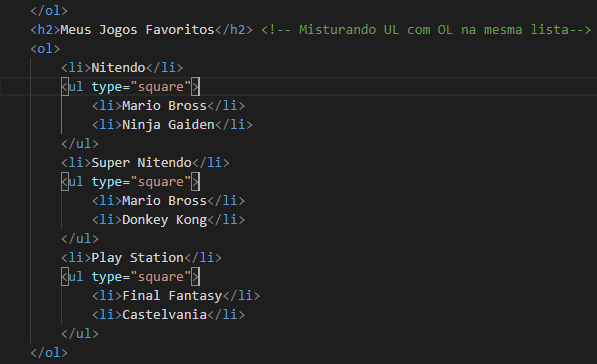 </ol>
<h2>Meus Jogos Favoritos</h2> <!-- Misturando UL com OL na mesma lista-->
<ol>
<li>Nitendo</li>
<ul type="square">
<li>Mario Bross</li>
<li>Ninja Gaiden</li>
</ul>
<li>Super Nitendo</li>
<ul type="square">
<li>Mario Bross</li>
<li>Donkey Kong</li>
</ul>
<li>Play Station</li>
<ul type="square">
<li>Final Fantasy</li>
<li>Castelvania</li>
</ul>
</ol>